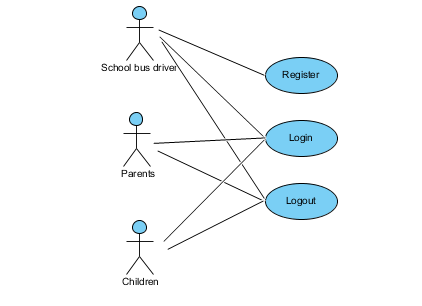 School bus driver
Register
Login
Parents
Logout
Children